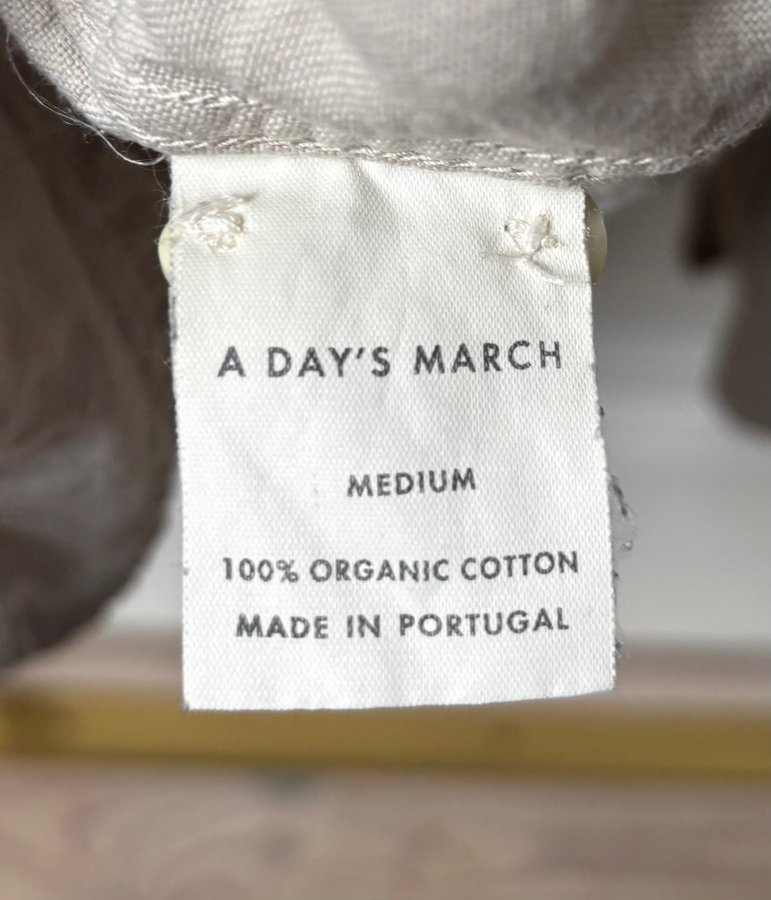 A DAY'S MARCH
MEDIUM
100% ORGANIC COTTON
MADE IN PORTUGAL